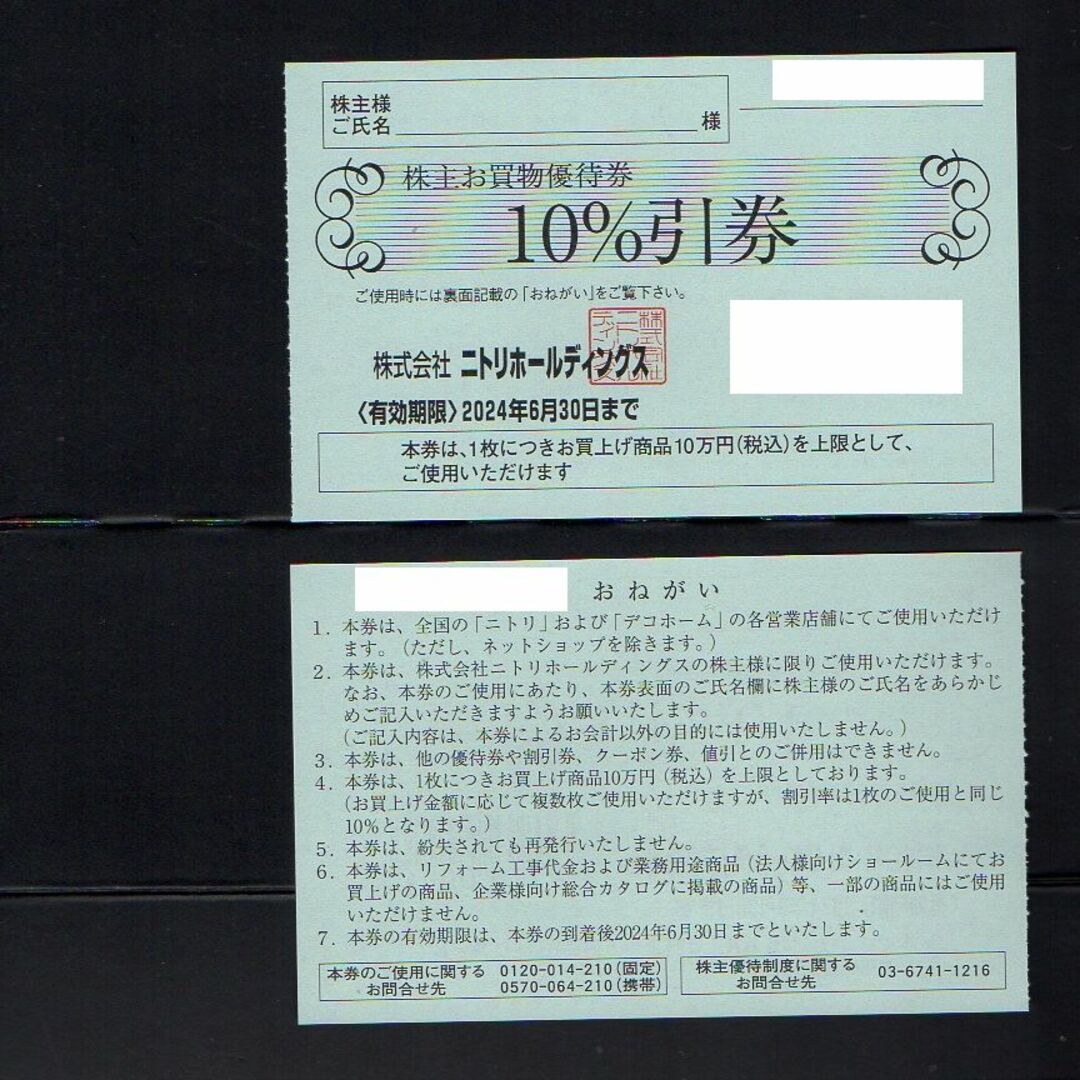 株主様
ご氏名
様
株主お買物優待券
10%引券
ご使用時には裏面記載の「おねがい」をご覧下さい。
株式会社 ニトリホールディングス
〈有効期限〉2024年6月30日まで
本券は、1枚につきお買上げ商品10万円(税込)を上限として、
ご使用いただけます
おねがい
1. 本券は、全国の「ニトリ」および「デコホーム」の各営業店舗にてご使用いただけ
ます。(ただし、ネットショップを除きます。)
2. 本券は、株式会社ニトリホールディングスの株主様に限りご使用いただけます。
なお、本券のご使用にあたり、本券表面のご氏名欄に株主様のご氏名をあらかじ
めご記入いただきますようお願いいたします。
(ご記入内容は、本券によるお会計以外の目的には使用いたしません。)
3. 本券は、他の優待券や割引券、クーポン券、値引とのご併用はできません。
4. 本券は、1枚につきお買上げ商品10万円(税込)を上限としております。
(お買上げ金額に応じて複数枚ご使用いただけますが、割引率は1枚のご使用と同じ
10%となります。)
5. 本券は、紛失されても再発行いたしません。
6. 本券は、リフォーム工事代金および業務用途商品(法人様向けショールームにてお
買上げの商品、企業様向け総合カタログに掲載の商品)等、一部の商品にはご使用
いただけません。
7. 本券の有効期限は、本券の到着後2024年6月30日までといたします。
本券のご使用に関する 0120-014-210(固定)
お問合せ先 0570-064-210(携帯)
株主優待制度に関する
お問合せ先
03-6741-1216